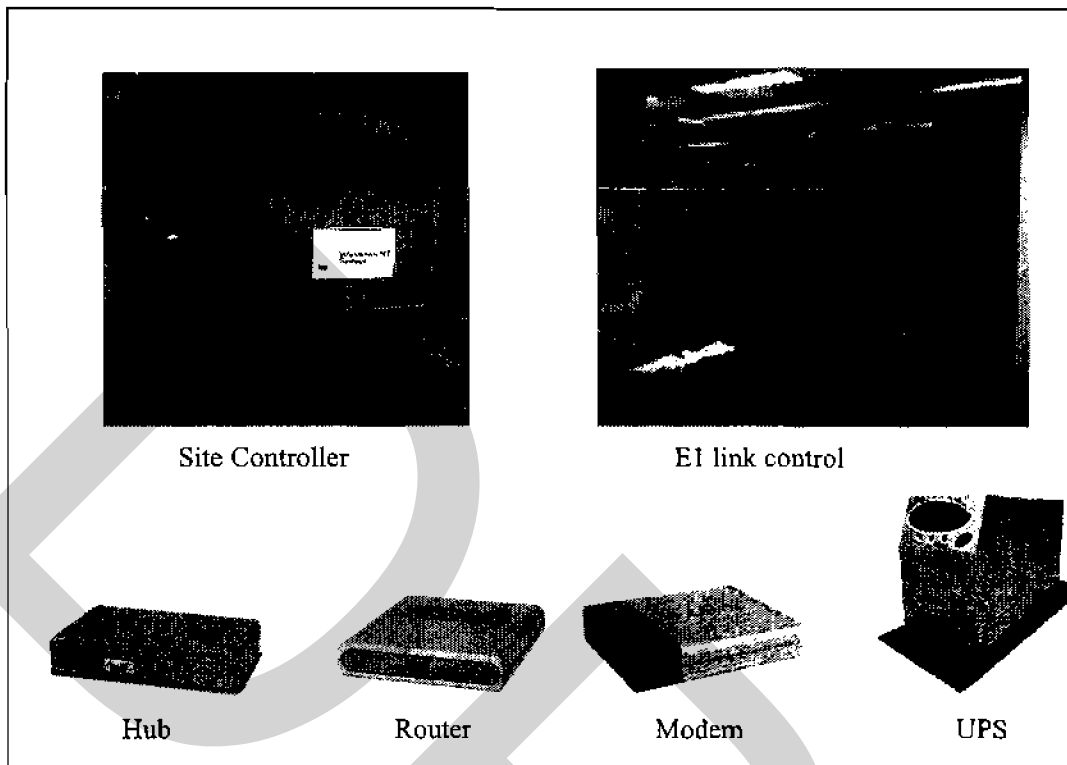 Site Controller
E1 link control
Hub
Router
Modem
UPS